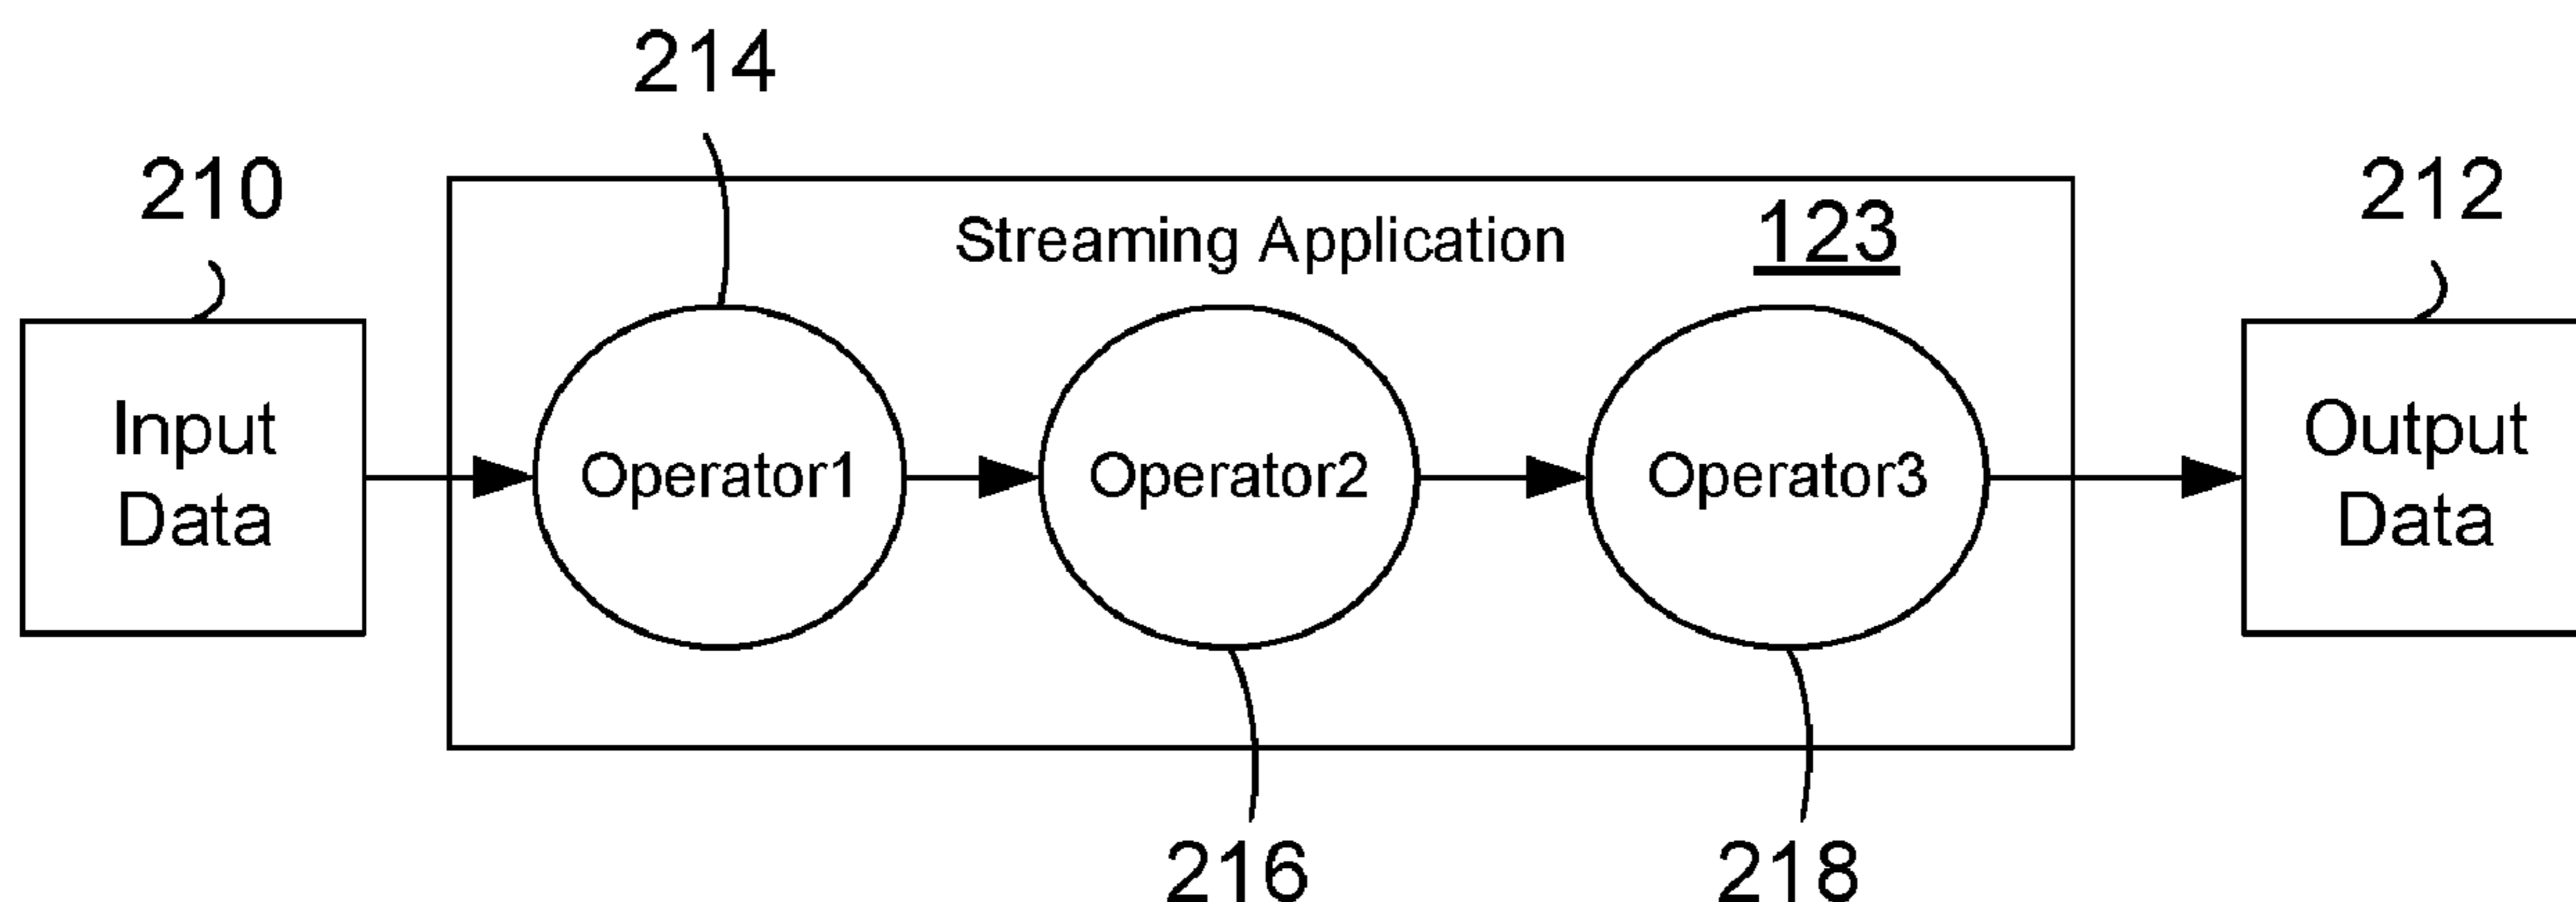 214
210
212
Streaming Application 123
Input
Data
Operator1
Operator2
Operator3
Output
Data
216
218